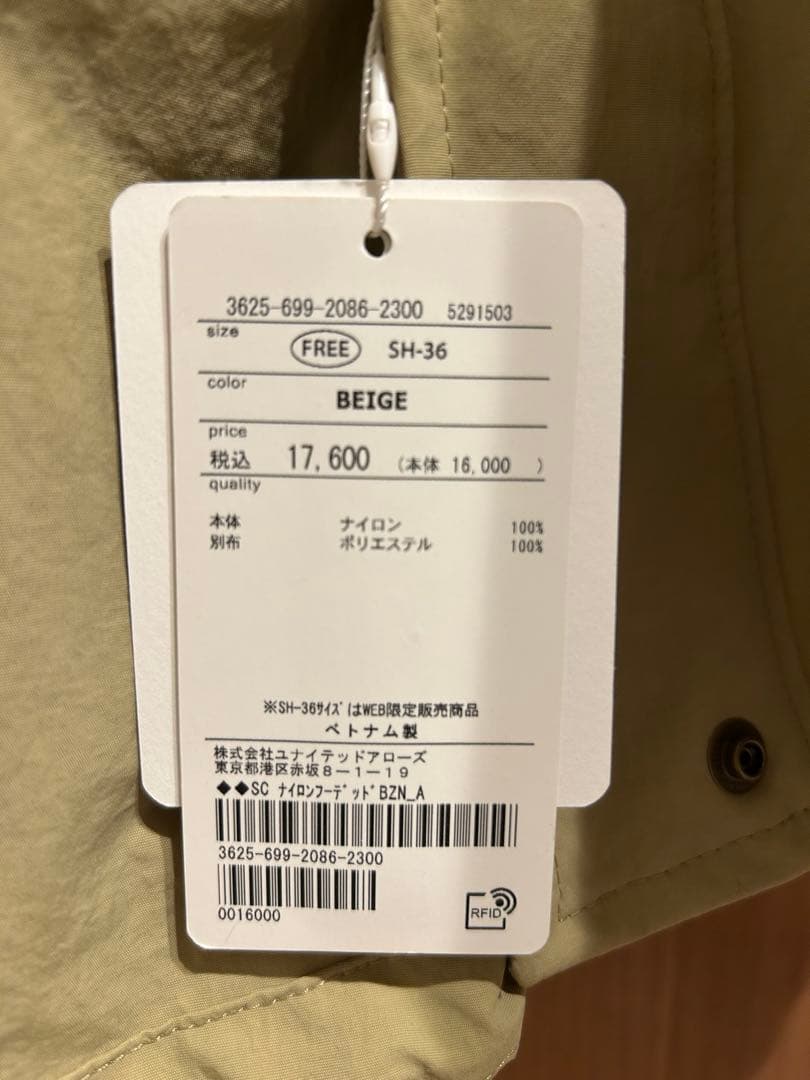 3625-699-2086-2300 5291503
size
FREE SH-36
color
BEIGE
price
税込 17,600 (本体 16,000 )
quality
本体 ナイロン 100%
別布 ポリエステル 100%
※SH-36ｻｲｽﾞはWEB限定販売商品
ベトナム製
株式会社ユナイテッドアローズ
東京都港区赤坂8-1-19
◆◆SC ﾅｲﾛﾝﾌｰﾃﾞｯﾄﾞBZN_A
3625-699-2086-2300
0016000
RFID